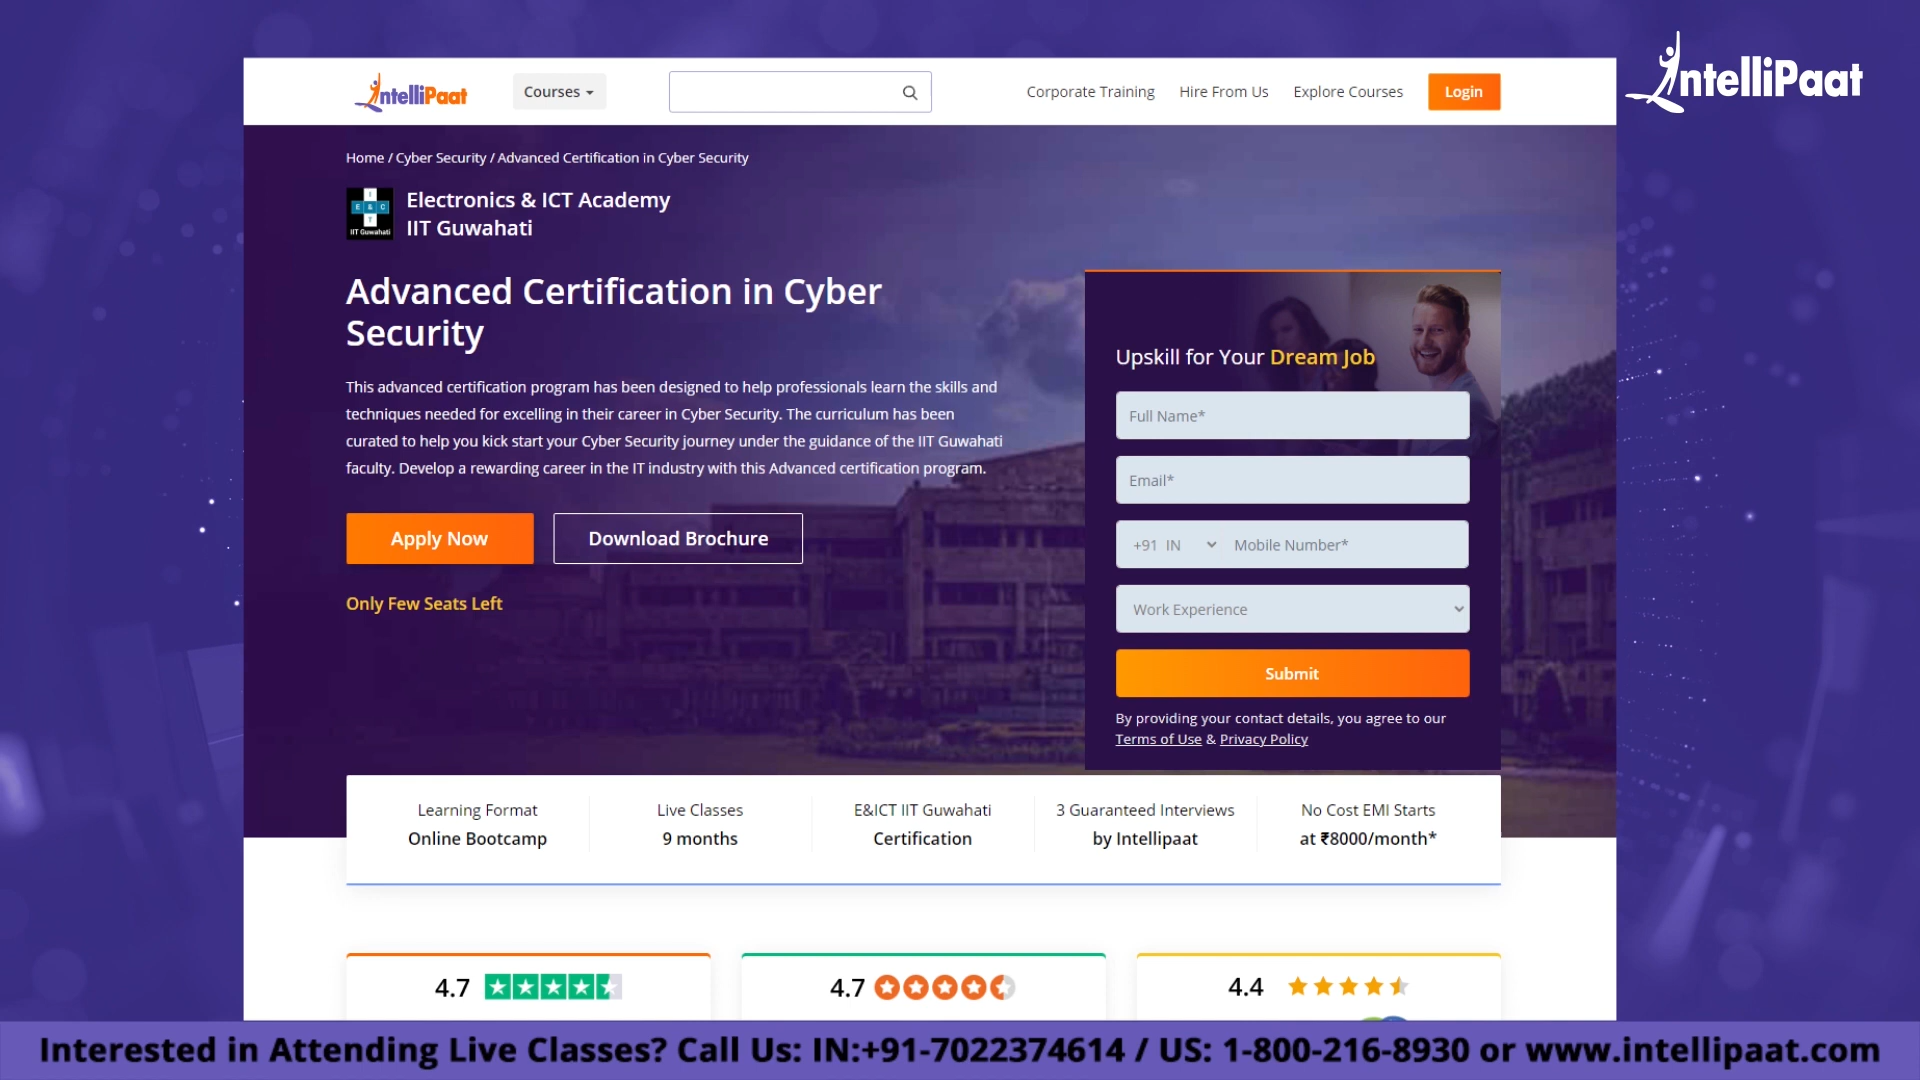 IntelliPaat
Courses
Corporate Training
Hire From Us
Explore Courses
Login
IntelliPaat
Home / Cyber Security / Advanced Certification in Cyber Security
I
E & C
T
IIT Guwahati
Electronics & ICT Academy
IIT Guwahati
Advanced Certification in Cyber
Security
This advanced certification program has been designed to help professionals learn the skills and
techniques needed for excelling in their career in Cyber Security. The curriculum has been
curated to help you kick start your Cyber Security journey under the guidance of the IIT Guwahati
faculty. Develop a rewarding career in the IT industry with this Advanced certification program.
Apply Now
Download Brochure
Only Few Seats Left
Upskill for Your Dream Job
Full Name*
Email*
+91 IN
Mobile Number*
Work Experience
Submit
By providing your contact details, you agree to our
Terms of Use & Privacy Policy
Learning Format
Online Bootcamp
Live Classes
9 months
E&ICT IIT Guwahati
Certification
3 Guaranteed Interviews
by Intellipaat
No Cost EMI Starts
at ₹8000/month*
4.7
4.7
4.4
Interested in Attending Live Classes? Call Us: IN:+91-7022374614 / US: 1-800-216-8930 or www.intellipaat.com